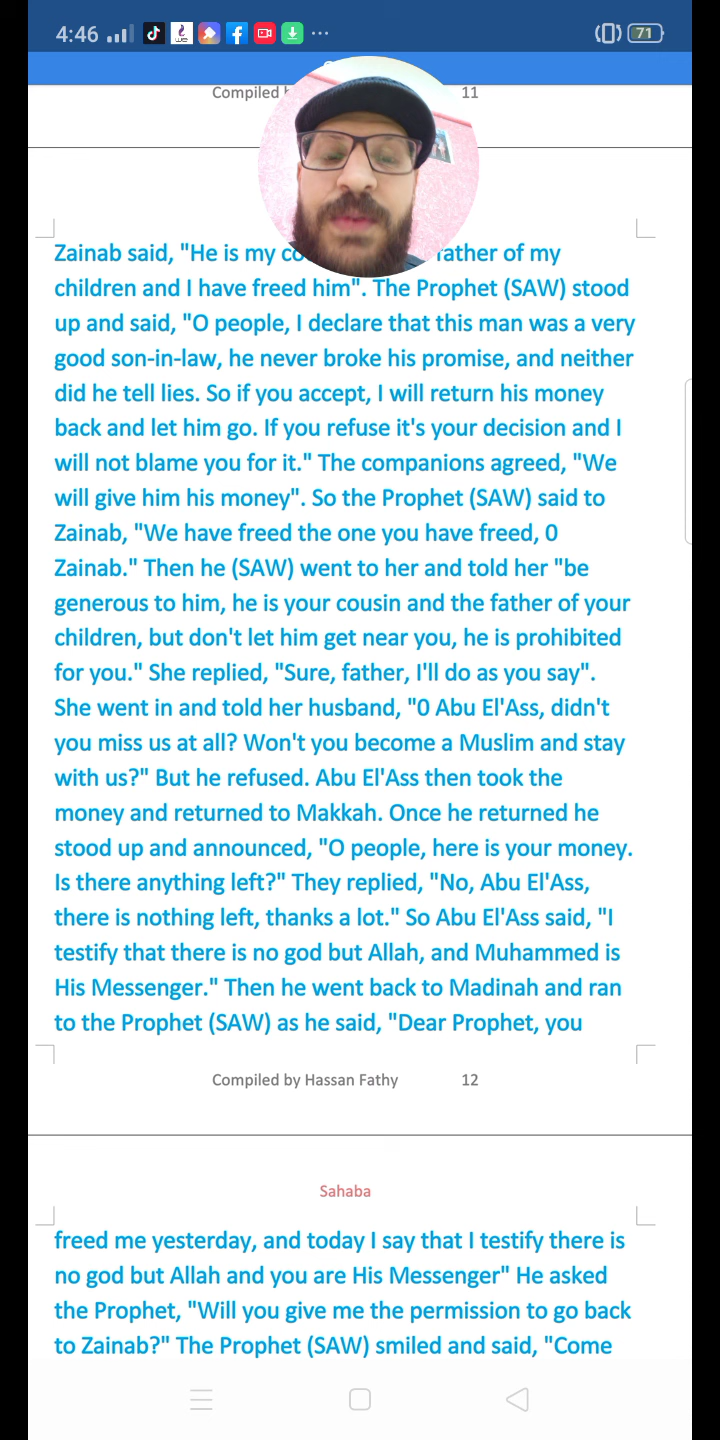 4:46
71
Compiled
11
Zainab said, "He is my father of my
children and I have freed him". The Prophet (SAW) stood
up and said, "O people, I declare that this man was a very
good son-in-law, he never broke his promise, and neither
did he tell lies. So if you accept, I will return his money
back and let him go. If you refuse it's your decision and I
will not blame you for it." The companions agreed, "We
will give him his money". So the Prophet (SAW) said to
Zainab, "We have freed the one you have freed, 0
Zainab." Then he (SAW) went to her and told her "be
generous to him, he is your cousin and the father of your
children, but don't let him get near you, he is prohibited
for you." She replied, "Sure, father, I'll do as you say".
She went in and told her husband, "0 Abu El'Ass, didn't
you miss us at all? Won't you become a Muslim and stay
with us?" But he refused. Abu El'Ass then took the
money and returned to Makkah. Once he returned he
stood up and announced, "O people, here is your money.
Is there anything left?" They replied, "No, Abu El'Ass,
there is nothing left, thanks a lot." So Abu El'Ass said, "I
testify that there is no god but Allah, and Muhammed is
His Messenger." Then he went back to Madinah and ran
to the Prophet (SAW) as he said, "Dear Prophet, you
Compiled by Hassan Fathy 12
Sahaba
freed me yesterday, and today I say that I testify there is
no god but Allah and you are His Messenger" He asked
the Prophet, "Will you give me the permission to go back
to Zainab?" The Prophet (SAW) smiled and said, "Come